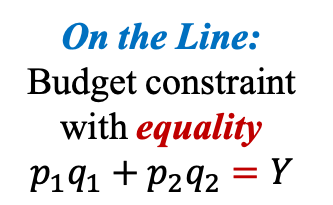 On the Line:
Budget constraint
with equality
p₁q₁ + p₂q₂ = Y